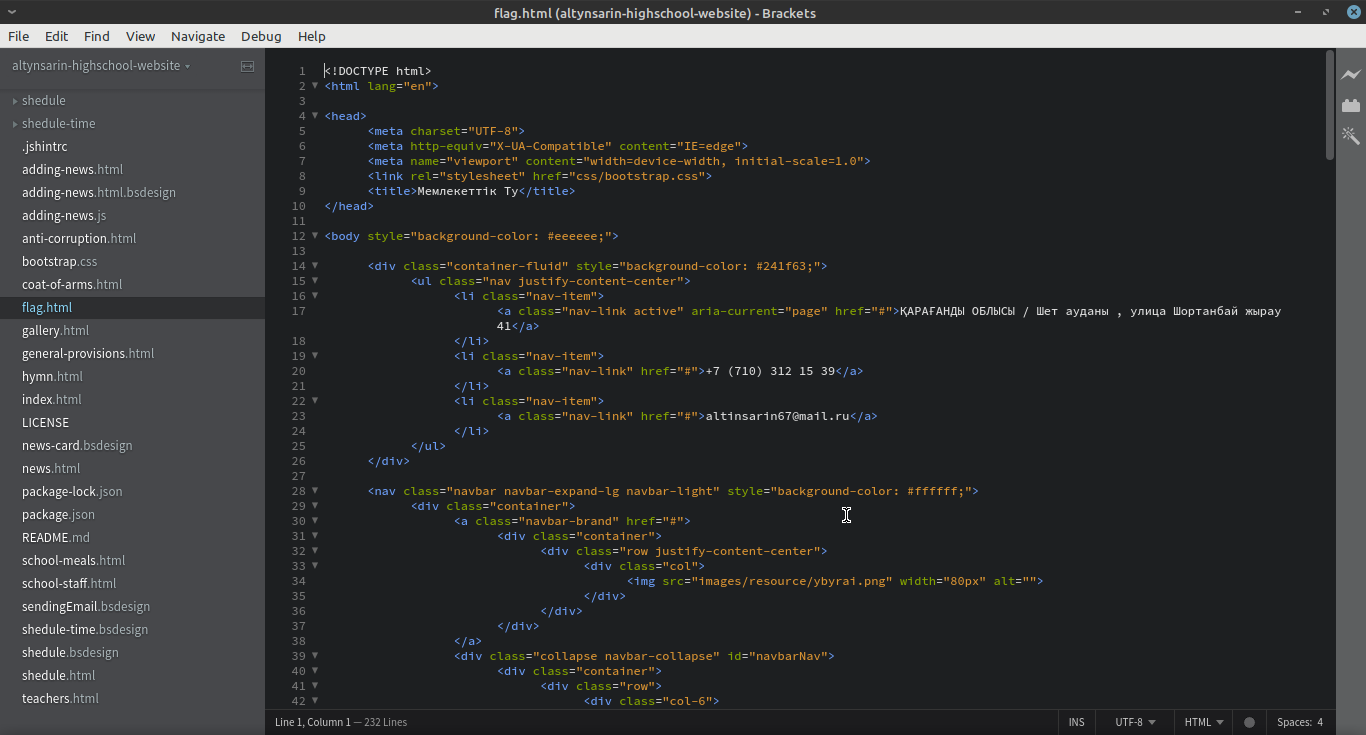 flag.html (altynsarin-highschool-website) - Brackets
File Edit Find View Navigate Debug Help
altynsarin-highschool-website
shedule
shedule-time
.jshintrc
adding-news.html
adding-news.html.bsdesign
adding-news.js
anti-corruption.html
bootstrap.css
coat-of-arms.html
flag.html
gallery.html
general-provisions.html
hymn.html
index.html
LICENSE
news-card.bsdesign
news.html
package-lock.json
package.json
README.md
school-meals.html
school-staff.html
sendingEmail.bsdesign
shedule-time.bsdesign
shedule.bsdesign
shedule.html
teachers.html
1 <!DOCTYPE html>
2 <html lang="en">
3
4 <head>
5 <meta charset="UTF-8">
6 <meta http-equiv="X-UA-Compatible" content="IE=edge">
7 <meta name="viewport" content="width=device-width, initial-scale=1.0">
8 <link rel="stylesheet" href="css/bootstrap.css">
9 <title>Мемлекеттік Ту</title>
10 </head>
11
12 <body style="background-color: #eeeeee;">
13
14 <div class="container-fluid" style="background-color: #241f63;">
15 <ul class="nav justify-content-center">
16 <li class="nav-item">
17 <a class="nav-link active" aria-current="page" href="#">ҚАРАҒАНДЫ ОБЛЫСЫ / Шет ауданы , улица Шортанбай жырау
41</a>
18 </li>
19 <li class="nav-item">
20 <a class="nav-link" href="#">+7 (710) 312 15 39</a>
21 </li>
22 <li class="nav-item">
23 <a class="nav-link" href="#">altinsarin67@mail.ru</a>
24 </li>
25 </ul>
26 </div>
27
28 <nav class="navbar navbar-expand-lg navbar-light" style="background-color: #ffffff;">
29 <div class="container">
30 <a class="navbar-brand" href="#">
31 <div class="container">
32 <div class="row justify-content-center">
33 <div class="col">
34 <img src="images/resource/ybyrai.png" width="80px" alt="">
35 </div>
36 </div>
37 </div>
38 </a>
39 <div class="collapse navbar-collapse" id="navbarNav">
40 <div class="container">
41 <div class="row">
42 <div class="col-6">
Line 1, Column 1 — 232 Lines
INS UTF-8 HTML Spaces: 4